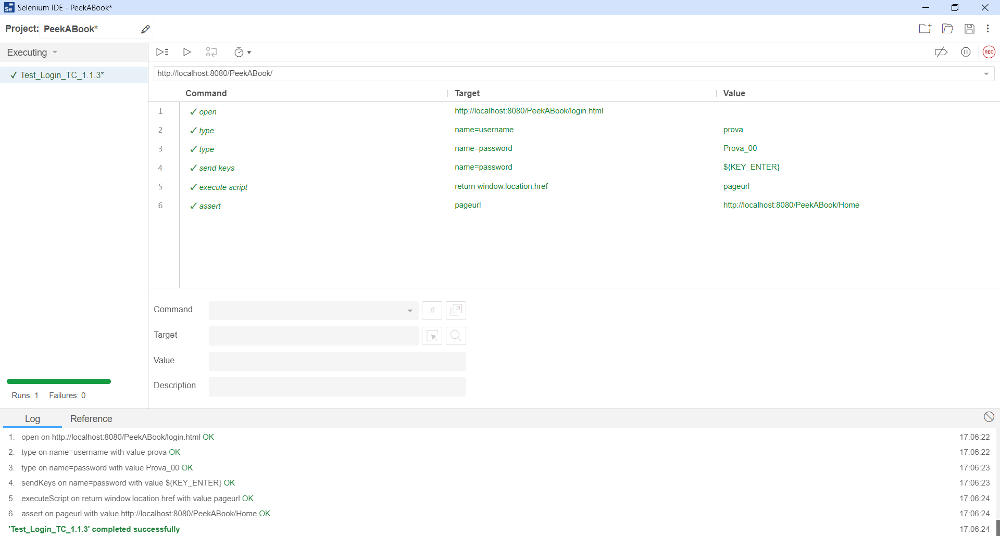 Se Selenium IDE - PeekABook*
Project: PeekABook*
Executing
REC
✓ Test_Login_TC_1.1.3*
http://localhost:8080/PeekABook/
Command Target Value
1 ✓ open http://localhost:8080/PeekABook/login.html
2 ✓ type name=username prova
3 ✓ type name=password Prova_00
4 ✓ send keys name=password ${KEY_ENTER}
5 ✓ execute script return window.location.href pageurl
6 ✓ assert pageurl http://localhost:8080/PeekABook/Home
Command //
Target
Value
Description
Runs: 1 Failures: 0
Log Reference
1. open on http://localhost:8080/PeekABook/login.html OK 17:06:22
2. type on name=username with value prova OK 17:06:22
3. type on name=password with value Prova_00 OK 17:06:23
4. sendKeys on name=password with value ${KEY_ENTER} OK 17:06:23
5. executeScript on return window.location.href with value pageurl OK 17:06:24
6. assert on pageurl with value http://localhost:8080/PeekABook/Home OK 17:06:24
'Test_Login_TC_1.1.3' completed successfully 17:06:24